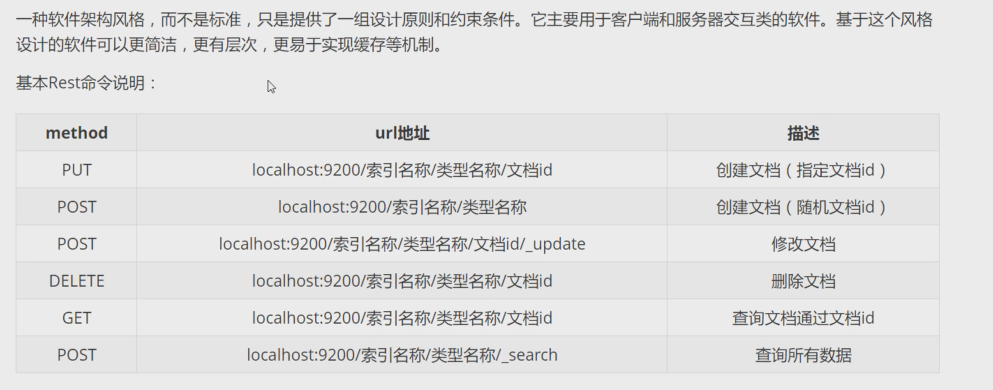 一种软件架构风格，而不是标准，只是提供了一组设计原则和约束条件。它主要用于客户端和服务器交互类的软件。基于这个风格
设计的软件可以更简洁，更有层次，更易于实现缓存等机制。
基本Rest命令说明：
method url地址 描述
PUT localhost:9200/索引名称/类型名称/文档id 创建文档（指定文档id）
POST localhost:9200/索引名称/类型名称 创建文档（随机文档id）
POST localhost:9200/索引名称/类型名称/文档id/_update 修改文档
DELETE localhost:9200/索引名称/类型名称/文档id 删除文档
GET localhost:9200/索引名称/类型名称/文档id 查询文档通过文档id
POST localhost:9200/索引名称/类型名称/_search 查询所有数据